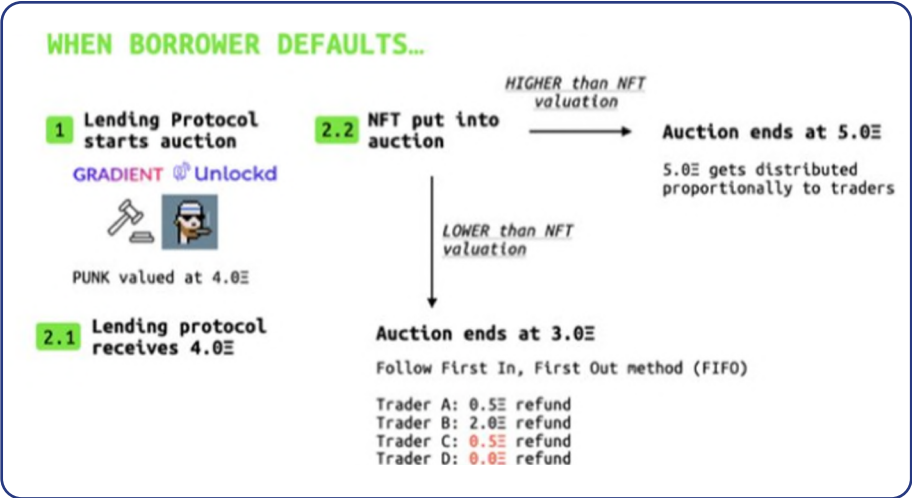 WHEN BORROWER DEFAULTS…
1
Lending Protocol
starts auction
GRADIENT Unlockd
PUNK valued at 4.0Ξ
2.1
Lending protocol
receives 4.0Ξ
2.2
NFT put into
auction
HIGHER than NFT
valuation
Auction ends at 5.0Ξ
5.0Ξ gets distributed
proportionally to traders
LOWER than NFT
valuation
Auction ends at 3.0Ξ
Follow First In, First Out method (FIFO)
Trader A: 0.5Ξ refund
Trader B: 2.0Ξ refund
Trader C: 0.5Ξ refund
Trader D: 0.0Ξ refund